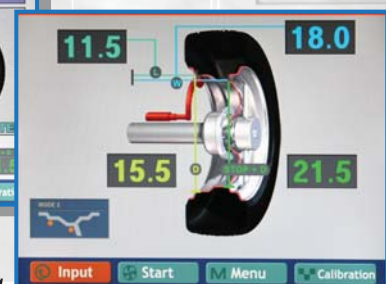 11.5
18.0
L
W
15.5
D
STOP + D
21.5
MODE 2
Input
Start
M Menu
Calibration